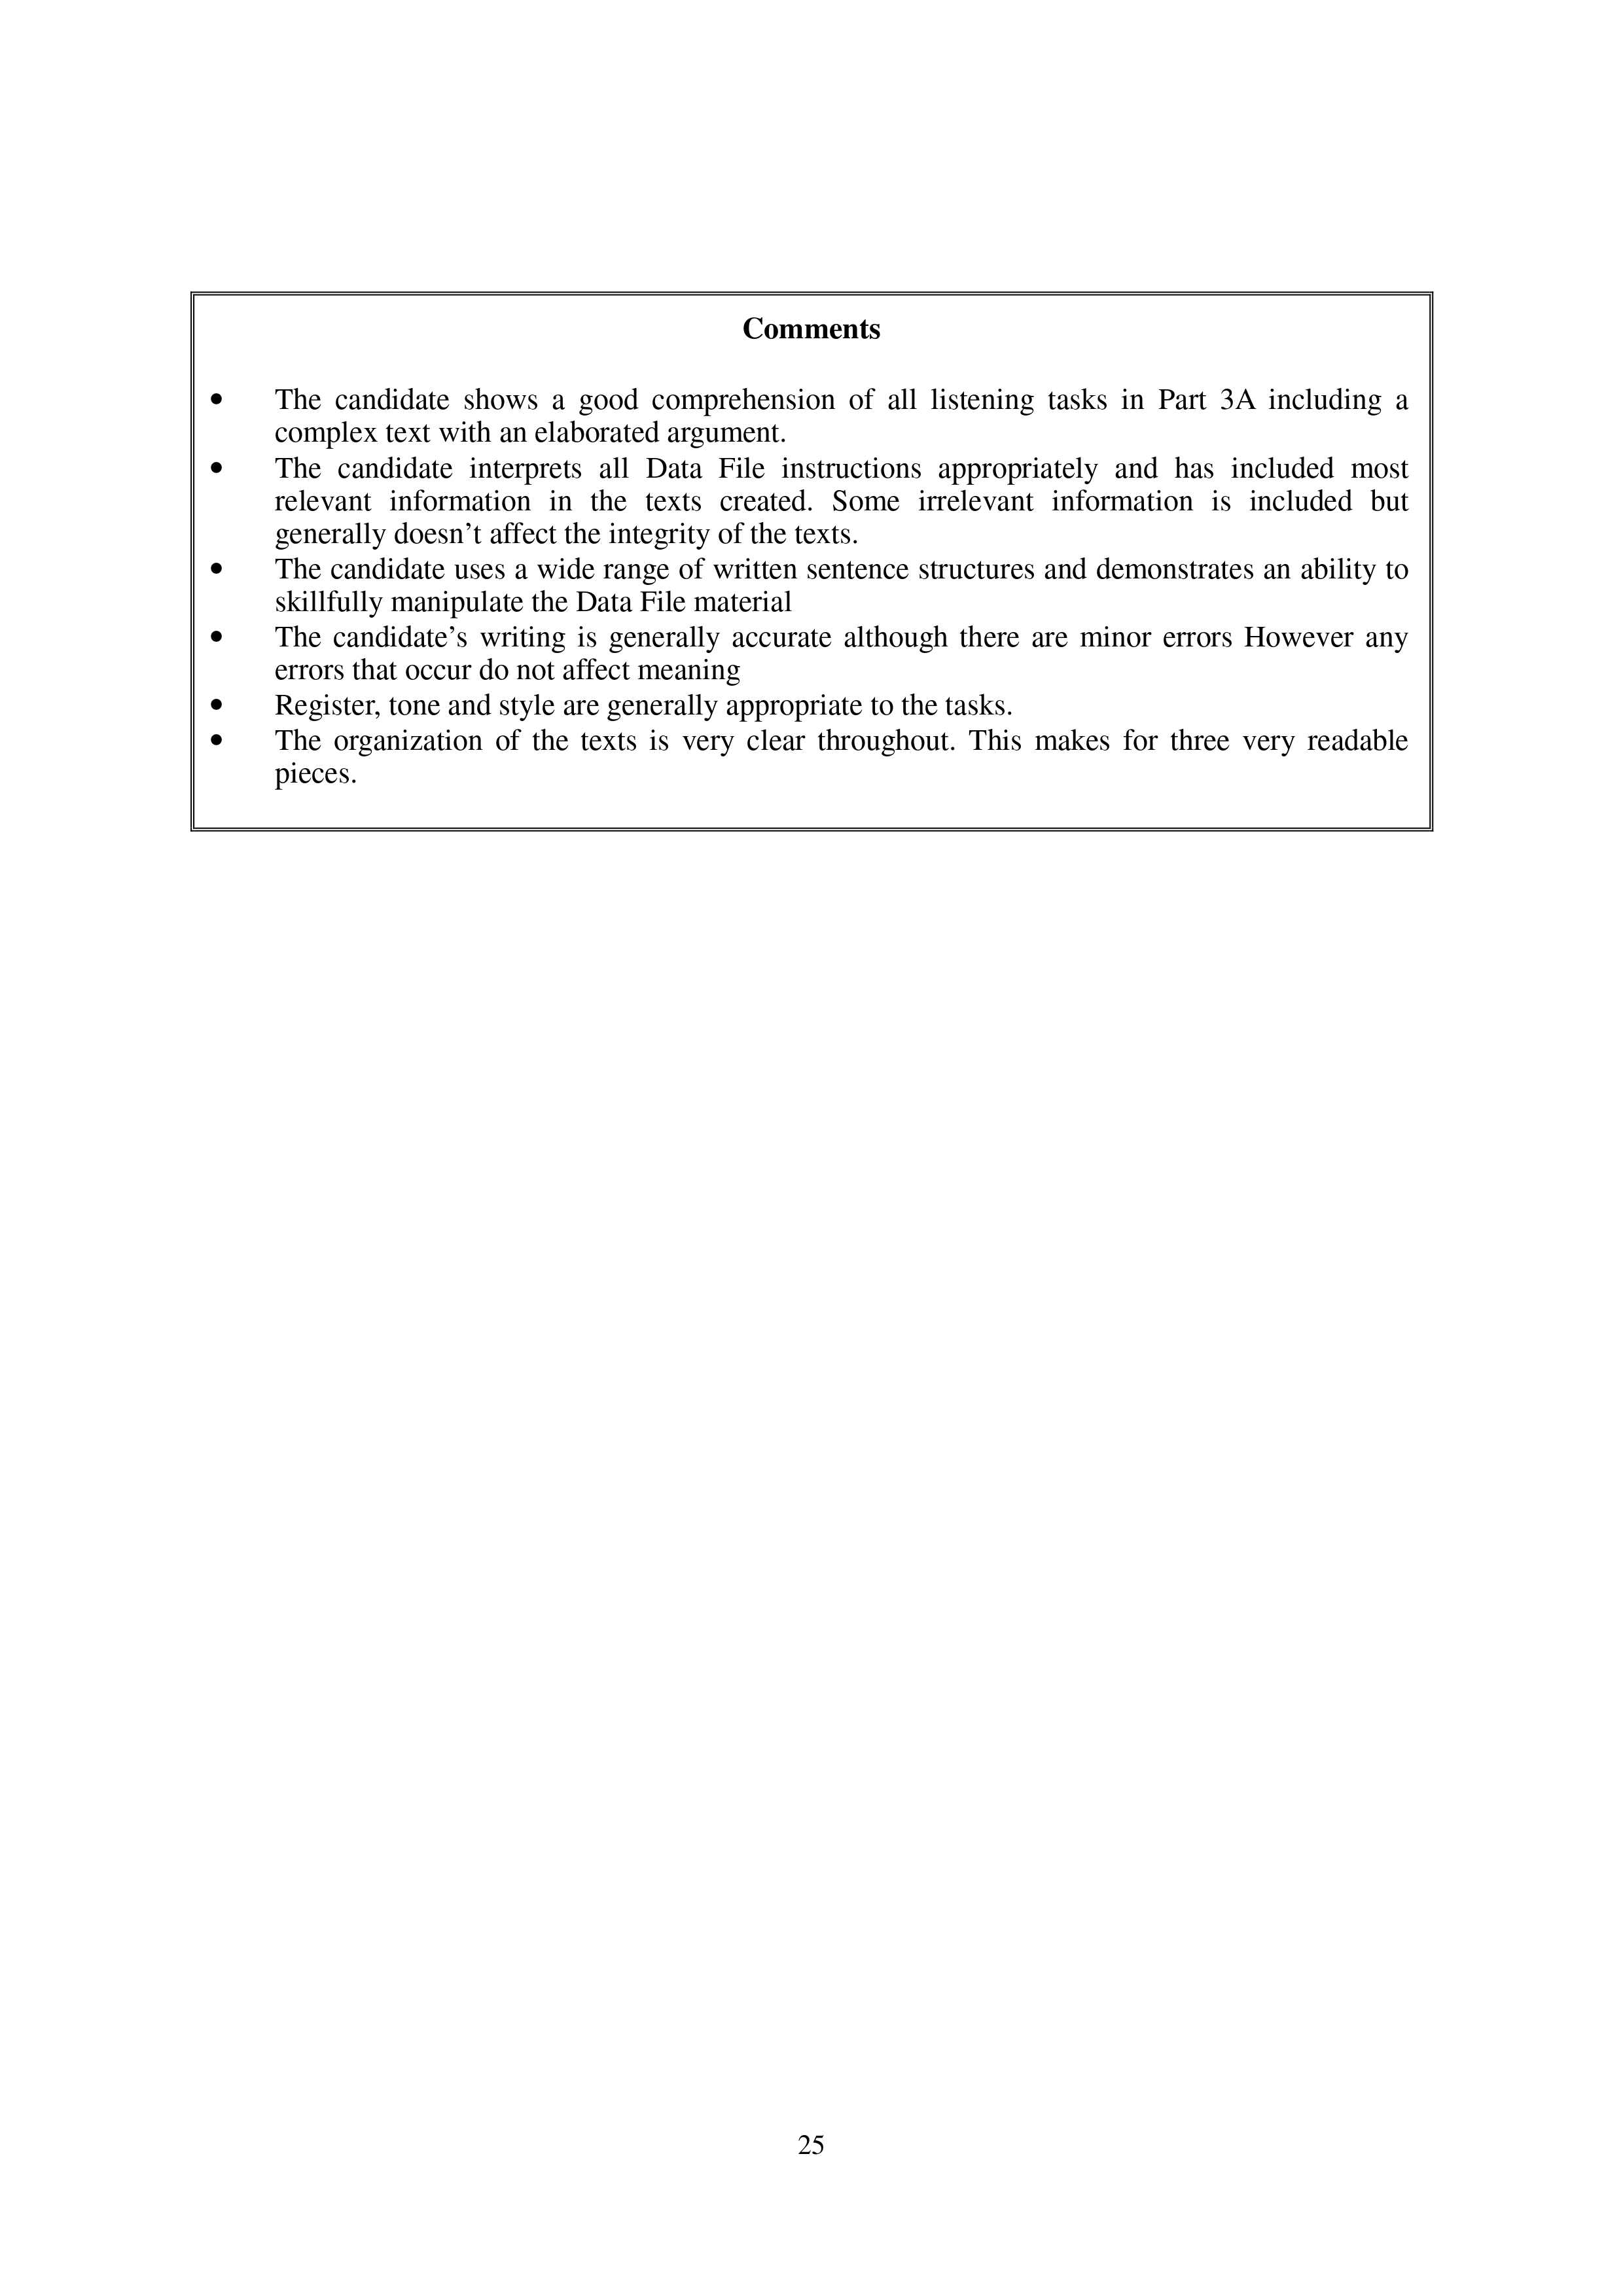 Comments
• The candidate shows a good comprehension of all listening tasks in Part 3A including a
complex text with an elaborated argument.
• The candidate interprets all Data File instructions appropriately and has included most
relevant information in the texts created. Some irrelevant information is included but
generally doesn’t affect the integrity of the texts.
• The candidate uses a wide range of written sentence structures and demonstrates an ability to
skillfully manipulate the Data File material
• The candidate’s writing is generally accurate although there are minor errors However any
errors that occur do not affect meaning
• Register, tone and style are generally appropriate to the tasks.
• The organization of the texts is very clear throughout. This makes for three very readable
pieces.
25